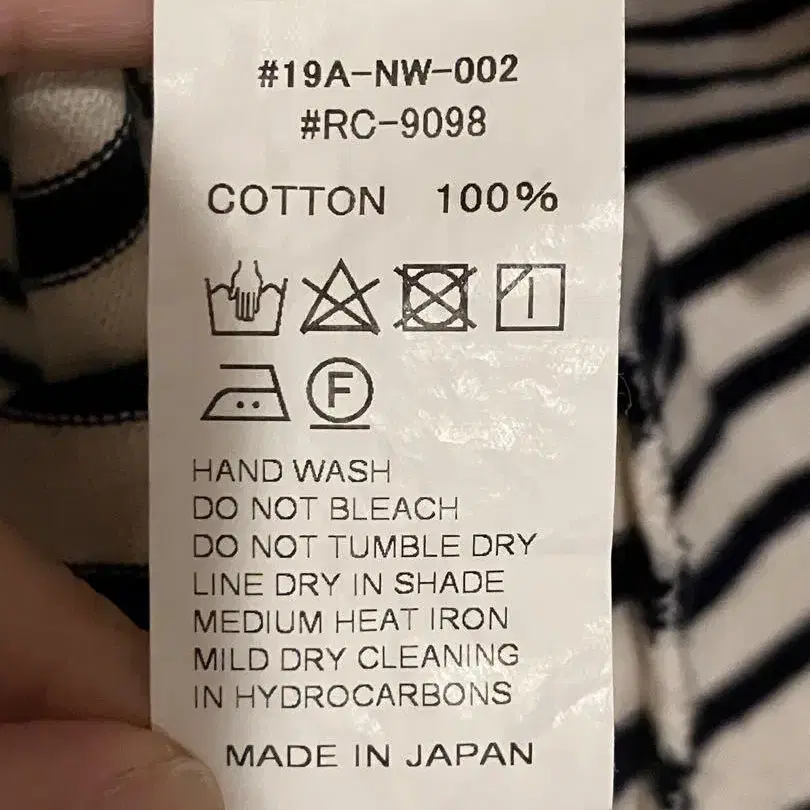 #19A-NW-002
#RC-9098
COTTON 100%
F
HAND WASH
DO NOT BLEACH
DO NOT TUMBLE DRY
LINE DRY IN SHADE
MEDIUM HEAT IRON
MILD DRY CLEANING
IN HYDROCARBONS
MADE IN JAPAN